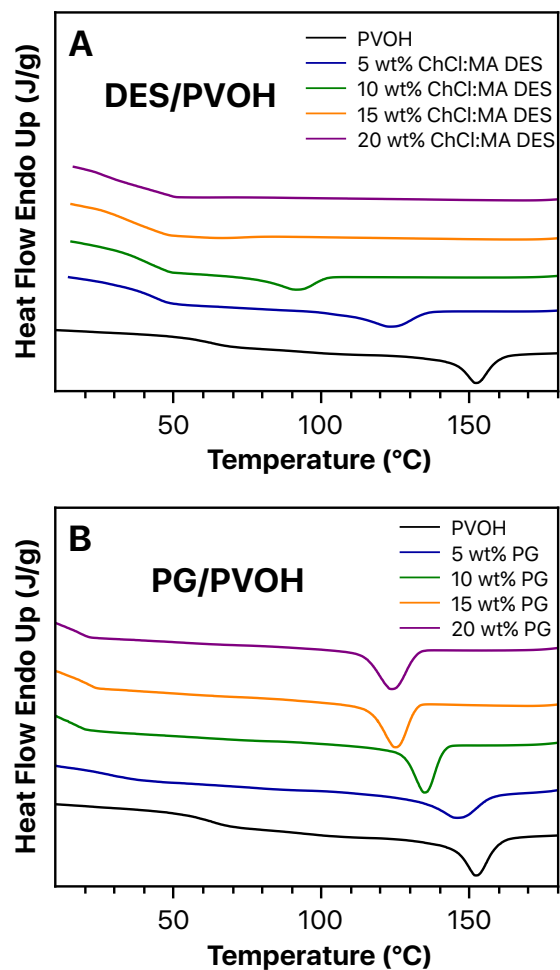 A
DES/PVOH
PVOH
5 wt% ChCl:MA DES
10 wt% ChCl:MA DES
15 wt% ChCl:MA DES
20 wt% ChCl:MA DES
Heat Flow Endo Up (J/g)
50
100
150
Temperature (°C)
B
PG/PVOH
PVOH
5 wt% PG
10 wt% PG
15 wt% PG
20 wt% PG
Heat Flow Endo Up (J/g)
50
100
150
Temperature (°C)